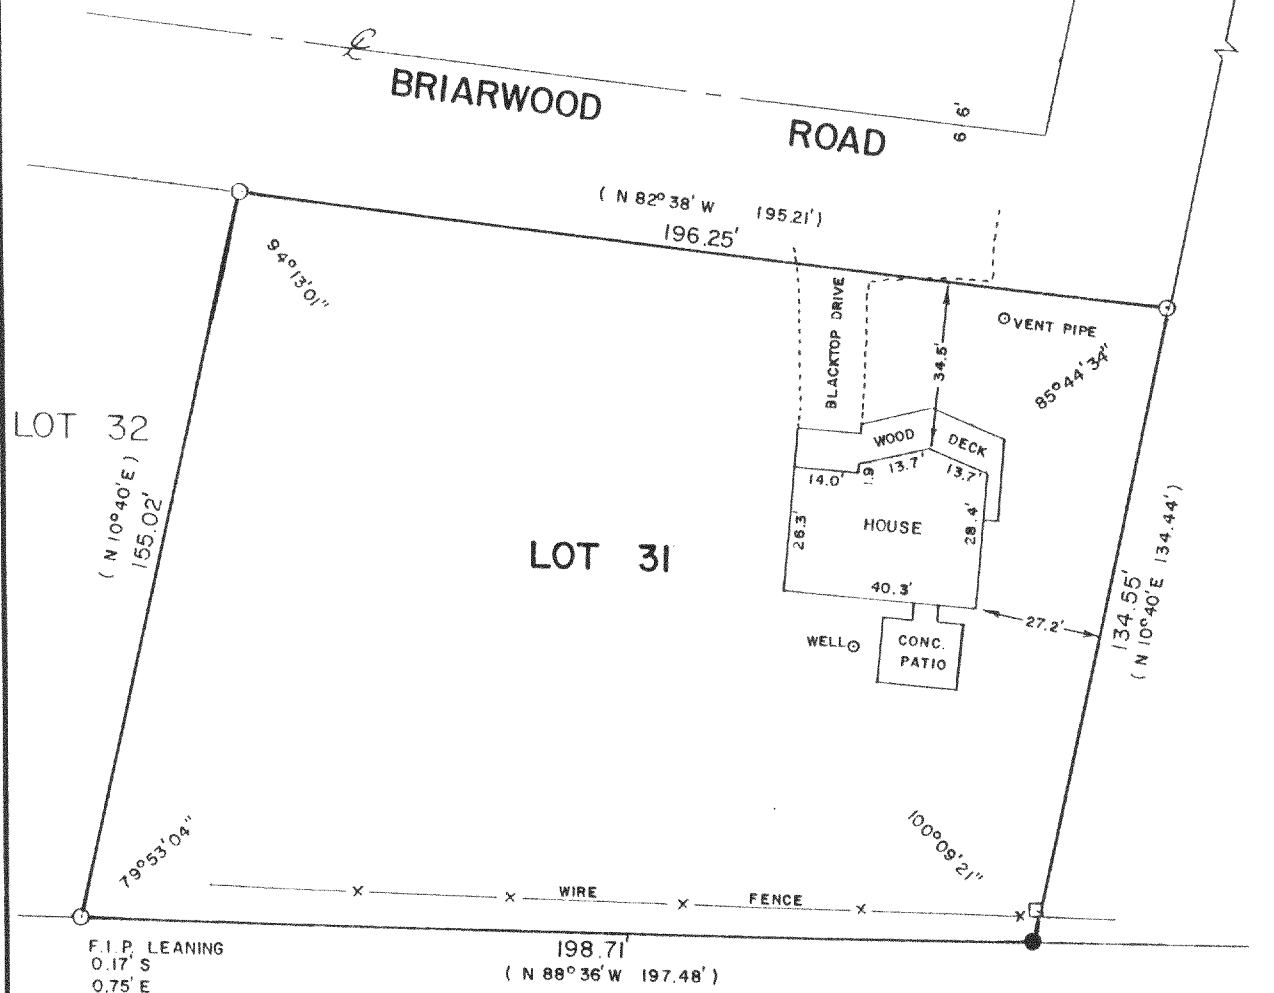 ℄
BRIARWOOD ROAD
66'
( N 82°38' W 195.21')
196.25'
94°13'01"
BLACKTOP DRIVE
34.5'
VENT PIPE
85°44'34"
LOT 32
( N 10°40' E )
155.02'
WOOD DECK
14.0'
1.9
13.7'
13.7'
26.3'
HOUSE
28.4'
40.3'
LOT 31
27.2'
134.55'
( N 10°40' E 134.44')
WELL
CONC.
PATIO
79°53'04"
100°09'21"
WIRE FENCE
F.I.P. LEANING
0.17' S
0.75' E
198.71'
( N 88°36' W 197.48')